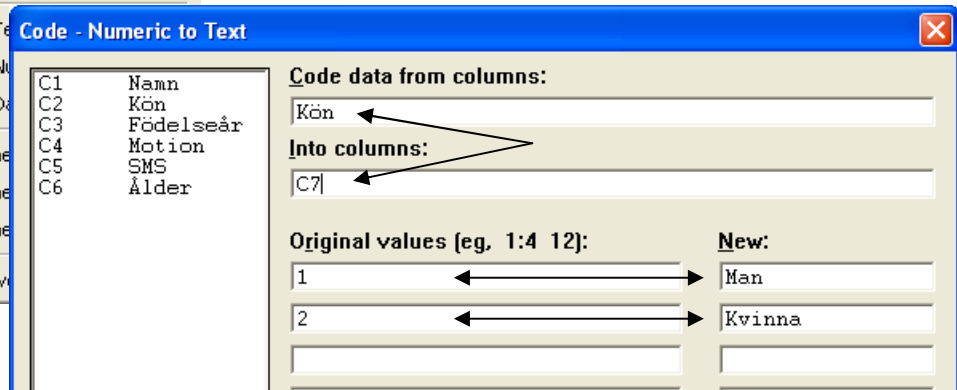 Code - Numeric to Text
C1 Namn
C2 Kön
C3 Födelseår
C4 Motion
C5 SMS
C6 Ålder
Code data from columns:
Kön
Into columns:
C7
Original values (eg, 1:4 12): New:
1 Man
2 Kvinna